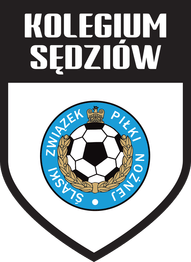 KOLEGIUM
SĘDZIÓW
ŚLĄSKI ZWIĄZEK PIŁKI NOŻNEJ